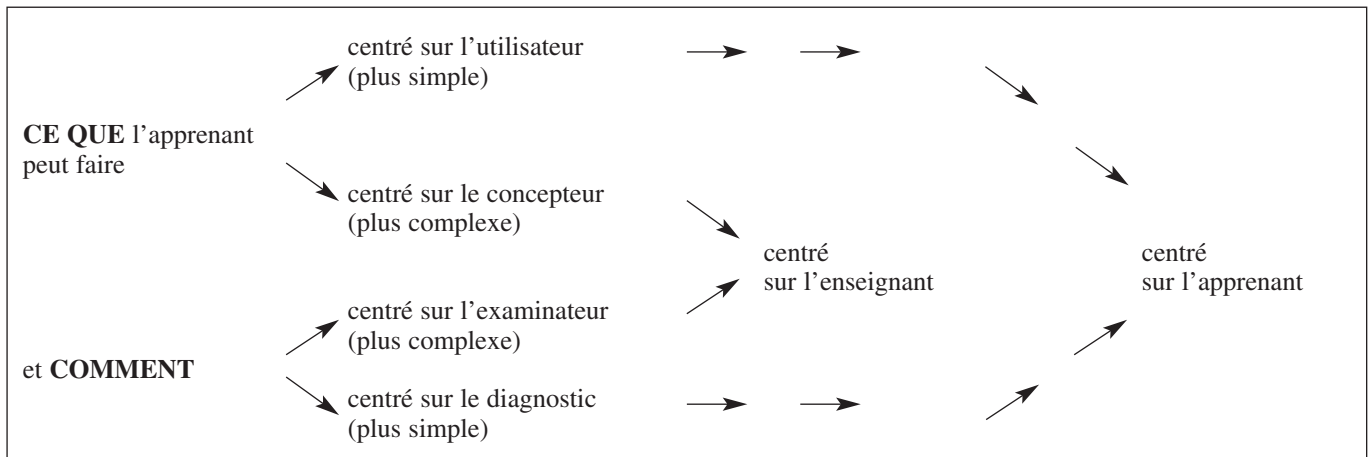 centré sur l'utilisateur
(plus simple)
CE QUE l'apprenant
peut faire
centré sur le concepteur
(plus complexe)
centré
sur l'enseignant
centré
sur l'apprenant
centré sur l'examinateur
(plus complexe)
et COMMENT
centré sur le diagnostic
(plus simple)